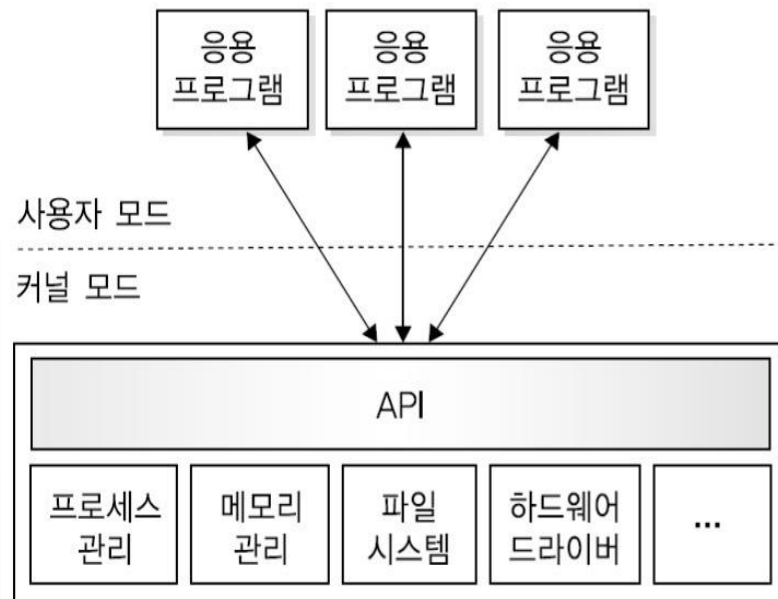 응용
프로그램
응용
프로그램
응용
프로그램
사용자 모드
커널 모드
API
프로세스
관리
메모리
관리
파일
시스템
하드웨어
드라이버
...